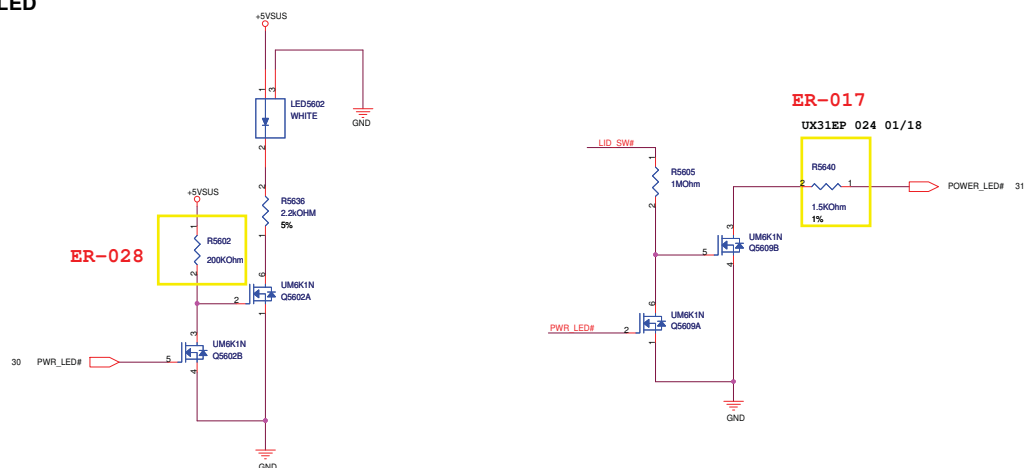 LED
+5VSUS
1
3
LED5602
WHITE
GND
2
2
R5636
2.2kOHM
5%
1
+5VSUS
1
R5602
200KOhm
2
ER-028
6
UM6K1N
Q5602A
2
1
3
UM6K1N
Q5602B
30 PWR_LED#
5
4
GND
ER-017
UX31EP 024 01/18
LID_SW#
1
R5605
1MOhm
2
R5640
2
1
1.5KOhm
1%
POWER_LED# 31
3
UM6K1N
Q5609B
5
4
6
UM6K1N
Q5609A
PWR_LED#
2
1
GND